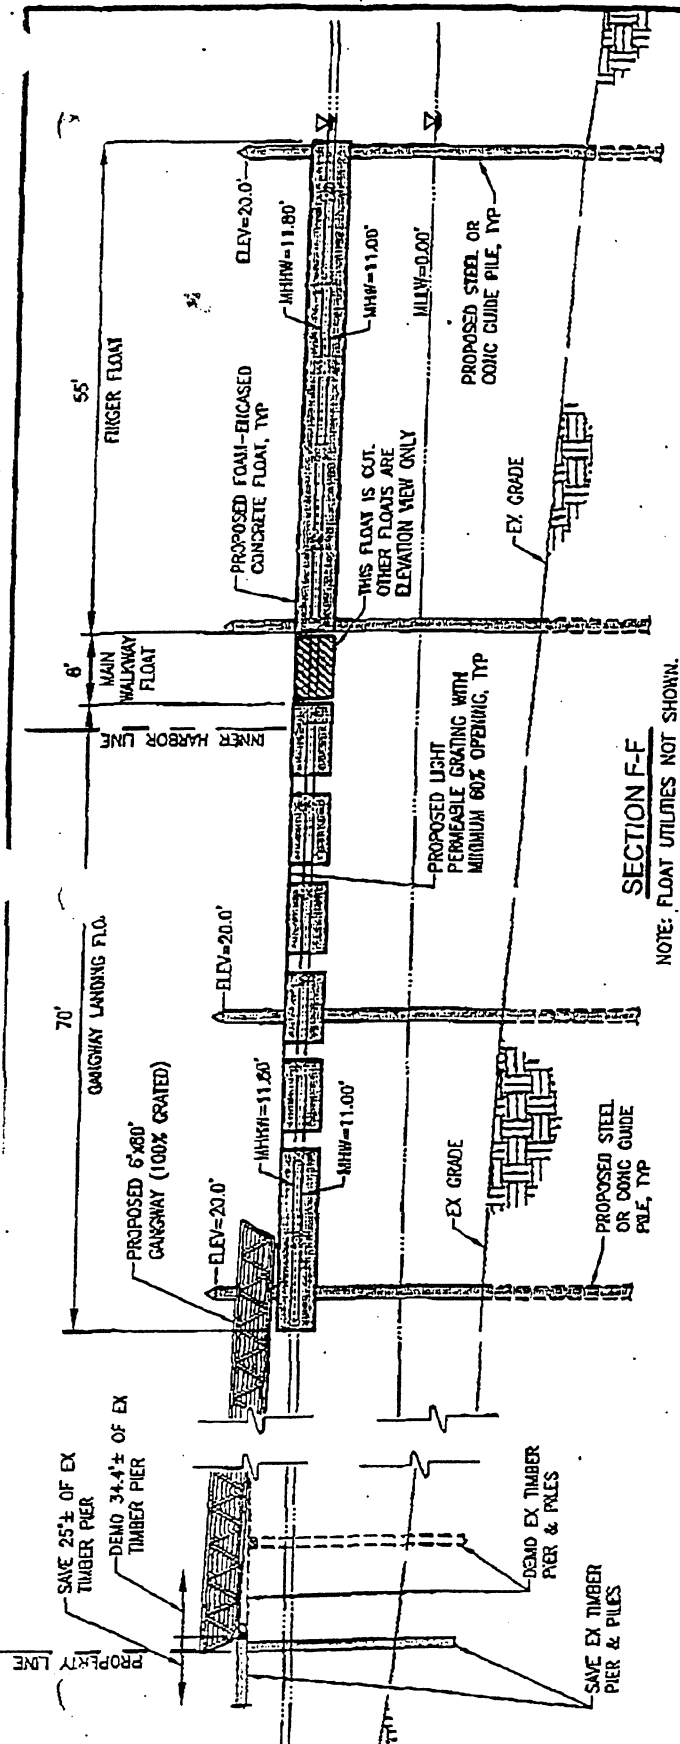 PROPERTY LINE
SAVE 25'± OF EX
TIMBER PIER
DEMO 34.4'± OF EX
TIMBER PIER
PROPOSED 6'X80'
GANGWAY (100% GRATED)
70'
GANGWAY LANDING FLO.
INNER HARBOR LINE
8'
MAIN
WALKWAY
FLOAT
55'
FINGER FLOAT
ELEV=20.0'
ELEV=20.0'
ELEV=20.0'
MHHW=11.80'
MHW=11.00'
PROPOSED FOAM-ENCASED
CONCRETE FLOAT, TYP
MHHW=11.80'
MHW=11.00'
MLLW=0.00'
THIS FLOAT IS CUT.
OTHER FLOATS ARE
ELEVATION VIEW ONLY
PROPOSED LIGHT
PERMEABLE GRATING WITH
MINIMUM 60% OPENING, TYP
PROPOSED STEEL OR
CONC GUIDE PILE, TYP
EX GRADE
EX GRADE
DEMO EX TIMBER
PIER & PILES
SAVE EX TIMBER
PIER & PILES
PROPOSED STEEL
OR CONC GUIDE
PILE, TYP
SECTION F-F
NOTE: FLOAT UTILITIES NOT SHOWN.